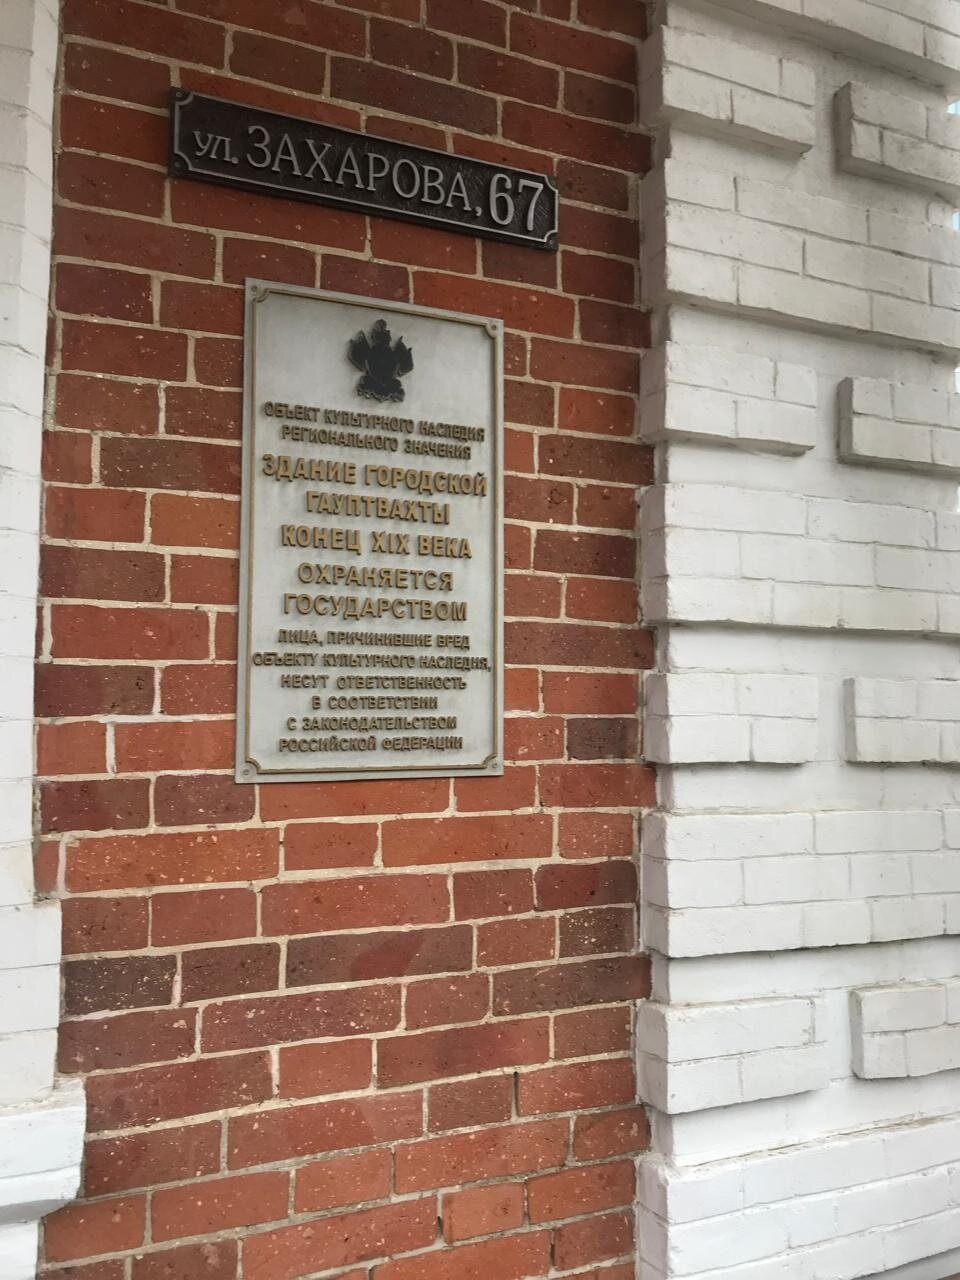 ул. ЗАХАРОВА, 67
ОБЪЕКТ КУЛЬТУРНОГО НАСЛЕДИЯ
РЕГИОНАЛЬНОГО ЗНАЧЕНИЯ
ЗДАНИЕ ГОРОДСКОЙ
ГАУПТВАХТЫ
КОНЕЦ XIX ВЕКА
ОХРАНЯЕТСЯ
ГОСУДАРСТВОМ
ЛИЦА, ПРИЧИНИВШИЕ ВРЕД
ОБЪЕКТУ КУЛЬТУРНОГО НАСЛЕДИЯ,
НЕСУТ ОТВЕТСТВЕННОСТЬ
В СООТВЕТСТВИИ
С ЗАКОНОДАТЕЛЬСТВОМ
РОССИЙСКОЙ ФЕДЕРАЦИИ